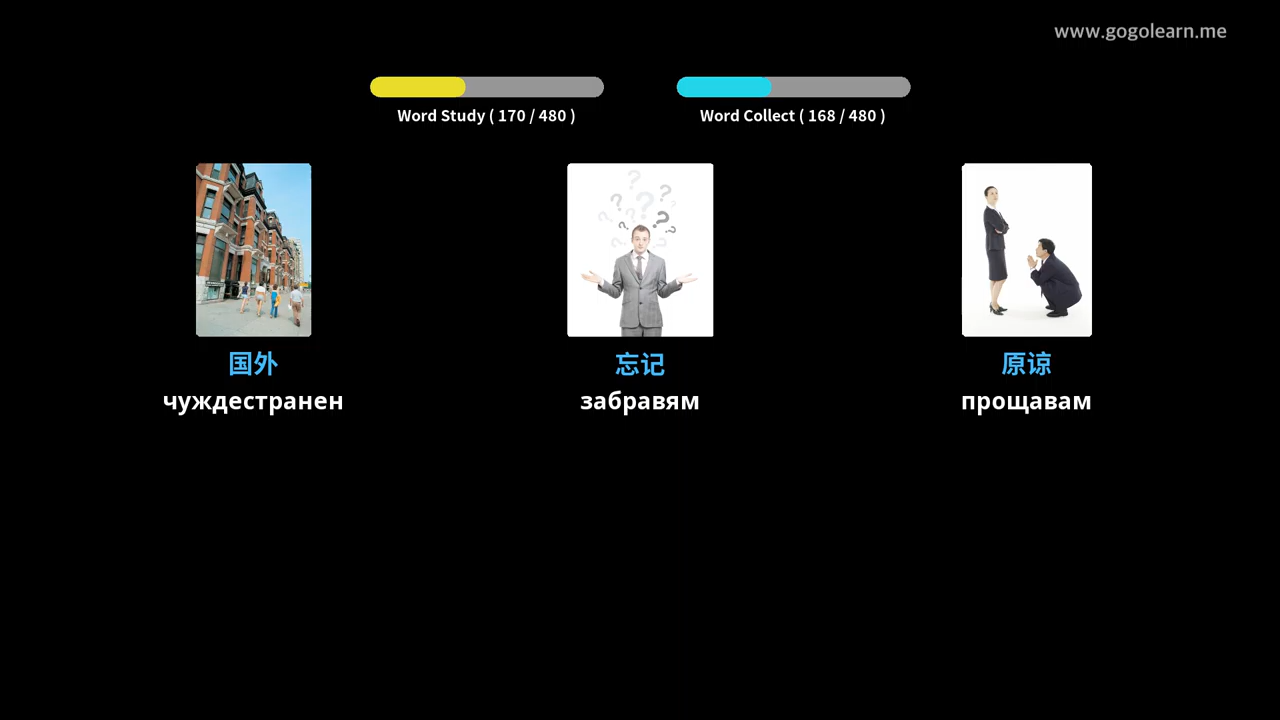 www.gogolearn.me
Word Study ( 170 / 480 )
Word Collect ( 168 / 480 )
国外
忘记
原谅
чуждестранен
забравям
прощавам